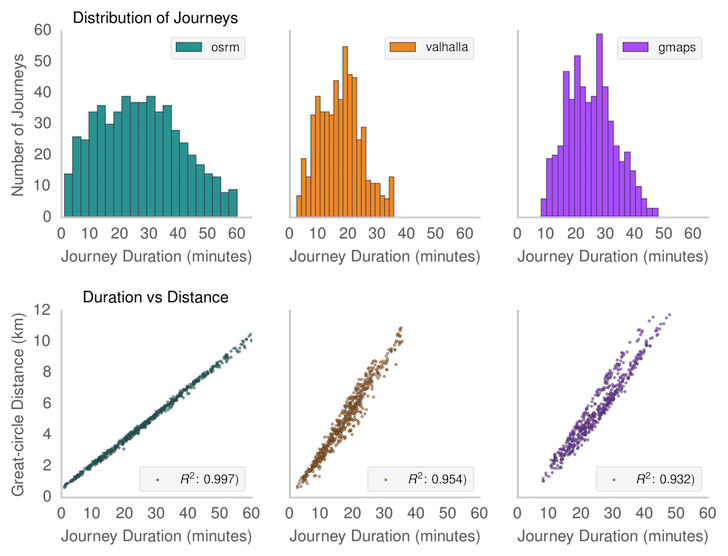 Distribution of Journeys
60
50
40
30
20
10
0
Number of Journeys
osrm
valhalla
gmaps
0 10 20 30 40 50 60
0 10 20 30 40 50 60
0 10 20 30 40 50 60
Journey Duration (minutes)
Journey Duration (minutes)
Journey Duration (minutes)
Duration vs Distance
12
10
8
6
4
2
0
Great-circle Distance (km)
R²: 0.997)
R²: 0.954)
R²: 0.932)
0 10 20 30 40 50 60
0 10 20 30 40 50 60
0 10 20 30 40 50 60
Journey Duration (minutes)
Journey Duration (minutes)
Journey Duration (minutes)